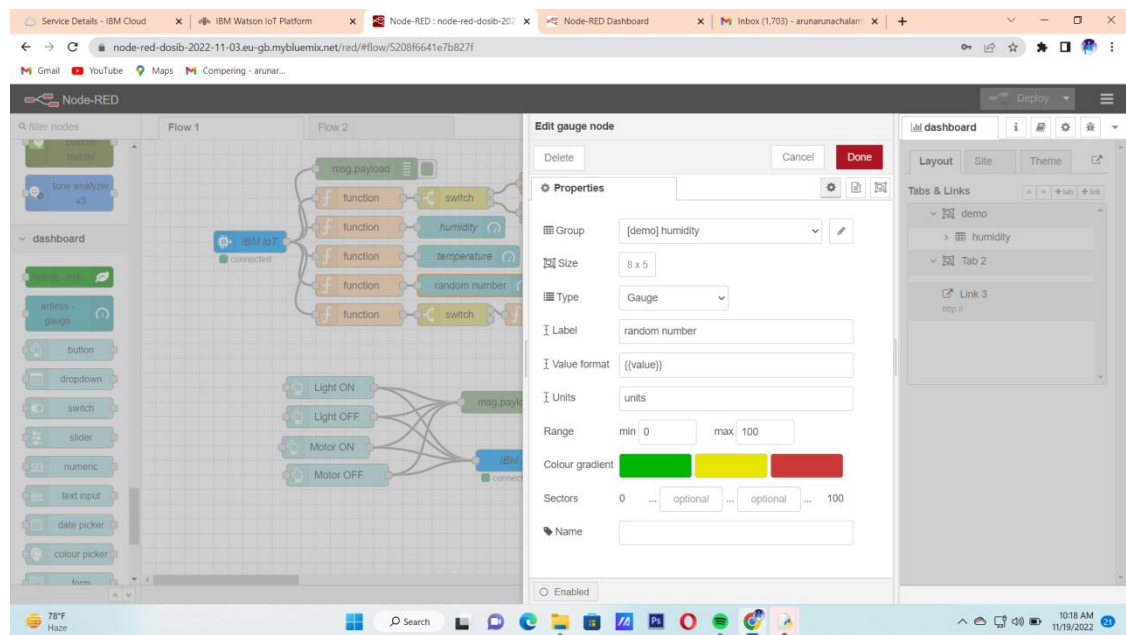 Service Details - IBM Cloud
IBM Watson IoT Platform
Node-RED : node-red-dosib-202
Node-RED Dashboard
Inbox (1,703) - arunarunachalam
node-red-dosib-2022-11-03.eu-gb.mybluemix.net/red/#flow/5208f6641e7b827f
Gmail YouTube Maps Compering - arunar...
Node-RED
Deploy
filter nodes
Flow 1
Flow 2
Edit gauge node
dashboard
Delete
Cancel
Done
Layout
Site
Theme
Properties
Tabs & Links
tab
link
custom
builder
tone analyzer
v3
dashboard
artless -
gauge
button
dropdown
switch
slider
numeric
text input
date picker
colour picker
form
msg.payload
function
switch
function
humidity
IBM IoT
connected
function
temperature
function
random number
function
switch
Light ON
Light OFF
Motor ON
Motor OFF
msg.paylo
IBM
connect
Group
[demo] humidity
Size
8 x 5
Type
Gauge
Label
random number
Value format
{{value}}
Units
units
Range
min 0
max 100
Colour gradient
Sectors
0 ... optional ... optional ... 100
Name
Enabled
demo
humidity
Tab 2
Link 3
http://
78°F
Haze
Search
10:18 AM
11/19/2022
21